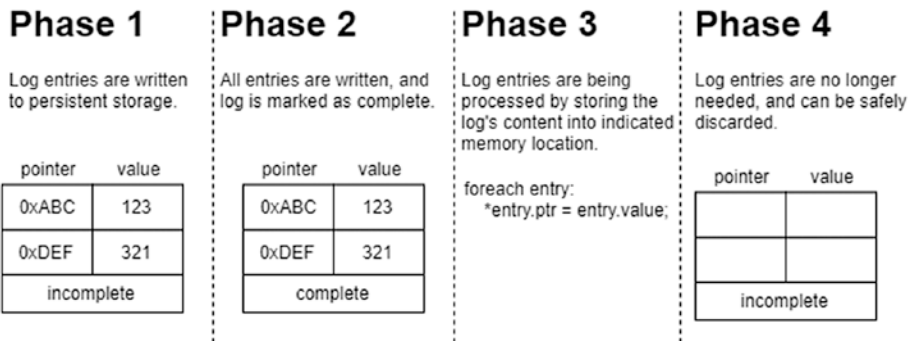 Phase 1
Log entries are written
to persistent storage.
pointer value
0xABC 123
0xDEF 321
incomplete
Phase 2
All entries are written, and
log is marked as complete.
pointer value
0xABC 123
0xDEF 321
complete
Phase 3
Log entries are being
processed by storing the
log's content into indicated
memory location.
foreach entry:
*entry.ptr = entry.value;
Phase 4
Log entries are no longer
needed, and can be safely
discarded.
pointer value
incomplete